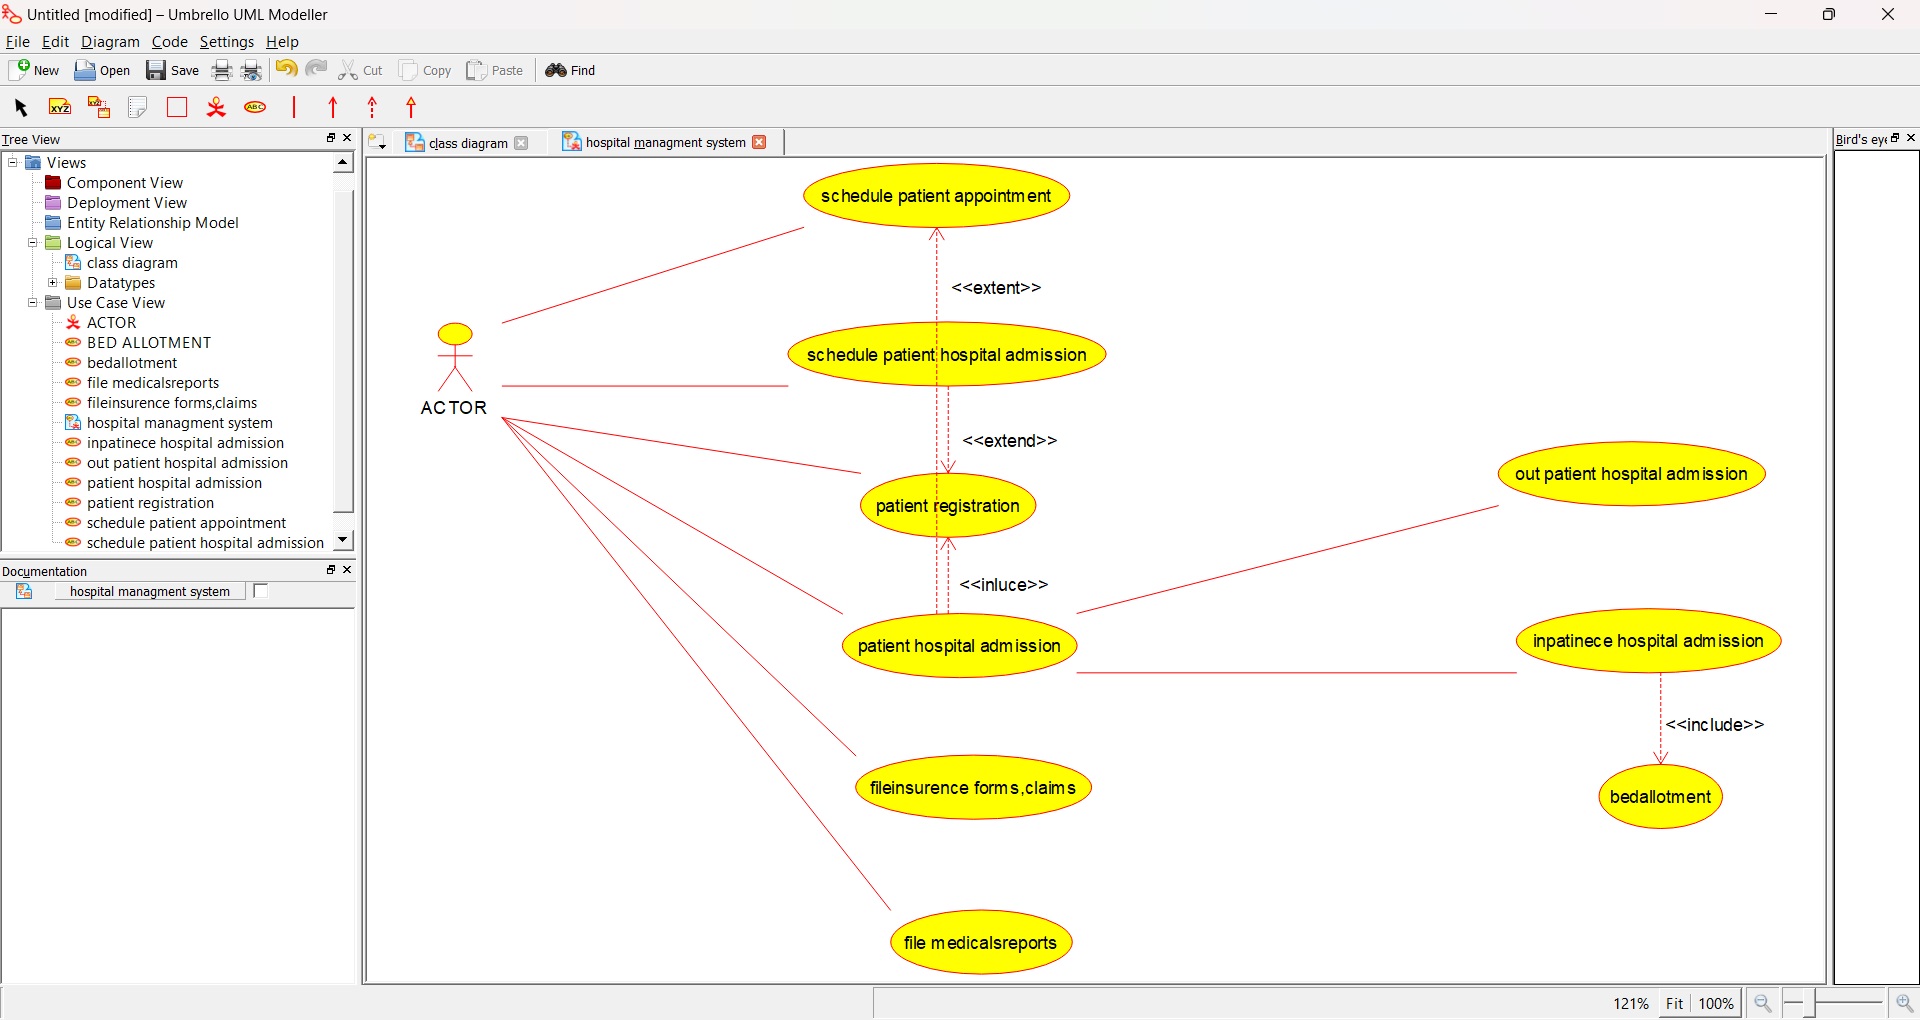 Untitled [modified] – Umbrello UML Modeller
File Edit Diagram Code Settings Help
New Open Save Cut Copy Paste Find
XYZ XYZ ABC
Tree View
class diagram
hospital managment system
Bird's eye
Views
Component View
Deployment View
Entity Relationship Model
Logical View
class diagram
Datatypes
Use Case View
ACTOR
BED ALLOTMENT
bedallotment
file medicalsreports
fileinsurence forms,claims
hospital managment system
inpatinece hospital admission
out patient hospital admission
patient hospital admission
patient registration
schedule patient appointment
schedule patient hospital admission
Documentation
hospital managment system
schedule patient appointment
<<extent>>
schedule patient hospital admission
ACTOR
<<extend>>
out patient hospital admission
patient registration
<<inluce>>
patient hospital admission
inpatinece hospital admission
<<include>>
fileinsurence forms,claims
bedallotment
file medicalsreports
121% Fit 100%